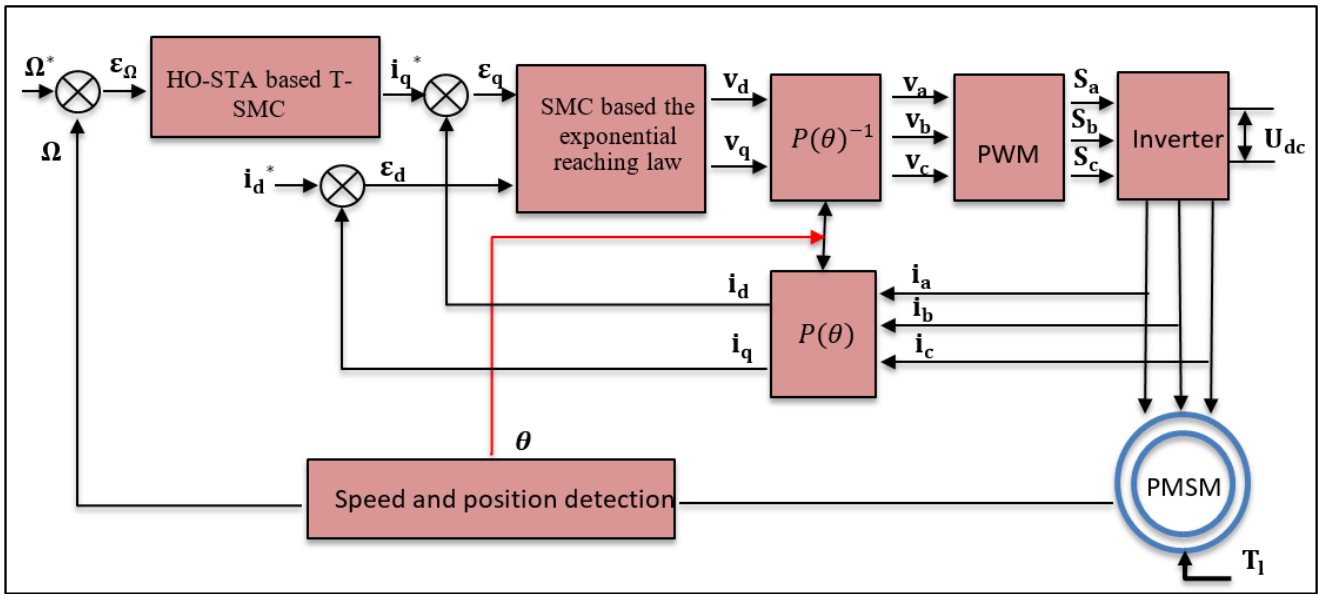 Ω*
ε_Ω
HO-STA based T-
SMC
i_q*
ε_q
SMC based the
exponential
reaching law
v_d
v_q
P(θ)⁻¹
v_a
v_b
v_c
PWM
S_a
S_b
S_c
Inverter
U_dc
Ω
i_d*
ε_d
i_d
i_q
P(θ)
i_a
i_b
i_c
θ
Speed and position detection
PMSM
T_l